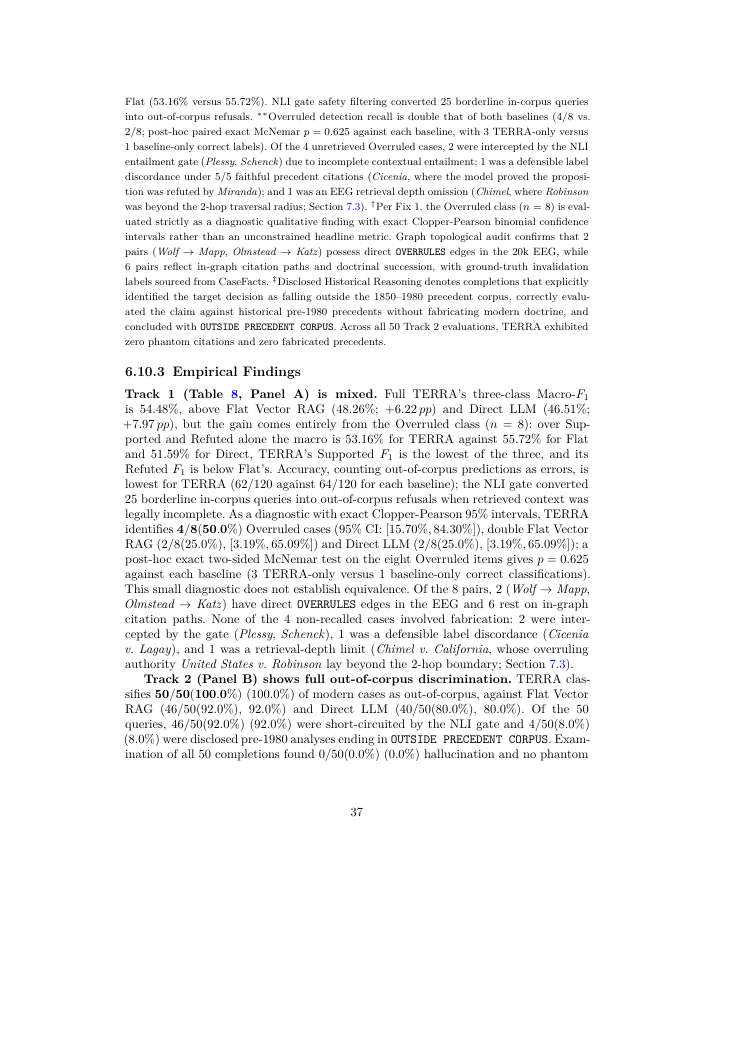 Flat (53.16% versus 55.72%). NLI gate safety filtering converted 25 borderline in-corpus queries
into out-of-corpus refusals. **Overruled detection recall is double that of both baselines (4/8 vs.
2/8; post-hoc paired exact McNemar p = 0.625 against each baseline, with 3 TERRA-only versus
1 baseline-only correct labels). Of the 4 unretrieved Overruled cases, 2 were intercepted by the NLI
entailment gate (Plessy, Schenck) due to incomplete contextual entailment; 1 was a defensible label
discordance under 5/5 faithful precedent citations (Cicenia, where the model proved the proposi-
tion was refuted by Miranda); and 1 was an EEG retrieval depth omission (Chimel, where Robinson
was beyond the 2-hop traversal radius; Section 7.3). †Per Fix 1, the Overruled class (n = 8) is eval-
uated strictly as a diagnostic qualitative finding with exact Clopper-Pearson binomial confidence
intervals rather than an unconstrained headline metric. Graph topological audit confirms that 2
pairs (Wolf → Mapp, Olmstead → Katz) possess direct OVERRULES edges in the 20k EEG, while
6 pairs reflect in-graph citation paths and doctrinal succession, with ground-truth invalidation
labels sourced from CaseFacts. ‡Disclosed Historical Reasoning denotes completions that explicitly
identified the target decision as falling outside the 1850–1980 precedent corpus, correctly evalu-
ated the claim against historical pre-1980 precedents without fabricating modern doctrine, and
concluded with OUTSIDE PRECEDENT CORPUS. Across all 50 Track 2 evaluations, TERRA exhibited
zero phantom citations and zero fabricated precedents.
6.10.3 Empirical Findings
Track 1 (Table 8, Panel A) is mixed. Full TERRA's three-class Macro-F1
is 54.48%, above Flat Vector RAG (48.26%; +6.22 pp) and Direct LLM (46.51%;
+7.97 pp), but the gain comes entirely from the Overruled class (n = 8): over Sup-
ported and Refuted alone the macro is 53.16% for TERRA against 55.72% for Flat
and 51.59% for Direct, TERRA's Supported F1 is the lowest of the three, and its
Refuted F1 is below Flat's. Accuracy, counting out-of-corpus predictions as errors, is
lowest for TERRA (62/120 against 64/120 for each baseline); the NLI gate converted
25 borderline in-corpus queries into out-of-corpus refusals when retrieved context was
legally incomplete. As a diagnostic with exact Clopper-Pearson 95% intervals, TERRA
identifies 4/8(50.0%) Overruled cases (95% CI: [15.70%, 84.30%]), double Flat Vector
RAG (2/8(25.0%), [3.19%, 65.09%]) and Direct LLM (2/8(25.0%), [3.19%, 65.09%]); a
post-hoc exact two-sided McNemar test on the eight Overruled items gives p = 0.625
against each baseline (3 TERRA-only versus 1 baseline-only correct classifications).
This small diagnostic does not establish equivalence. Of the 8 pairs, 2 (Wolf → Mapp,
Olmstead → Katz) have direct OVERRULES edges in the EEG and 6 rest on in-graph
citation paths. None of the 4 non-recalled cases involved fabrication: 2 were inter-
cepted by the gate (Plessy, Schenck), 1 was a defensible label discordance (Cicenia
v. Lagay), and 1 was a retrieval-depth limit (Chimel v. California, whose overruling
authority United States v. Robinson lay beyond the 2-hop boundary; Section 7.3).
Track 2 (Panel B) shows full out-of-corpus discrimination. TERRA clas-
sifies 50/50(100.0%) (100.0%) of modern cases as out-of-corpus, against Flat Vector
RAG (46/50(92.0%), 92.0%) and Direct LLM (40/50(80.0%), 80.0%). Of the 50
queries, 46/50(92.0%) (92.0%) were short-circuited by the NLI gate and 4/50(8.0%)
(8.0%) were disclosed pre-1980 analyses ending in OUTSIDE PRECEDENT CORPUS. Exam-
ination of all 50 completions found 0/50(0.0%) (0.0%) hallucination and no phantom
37